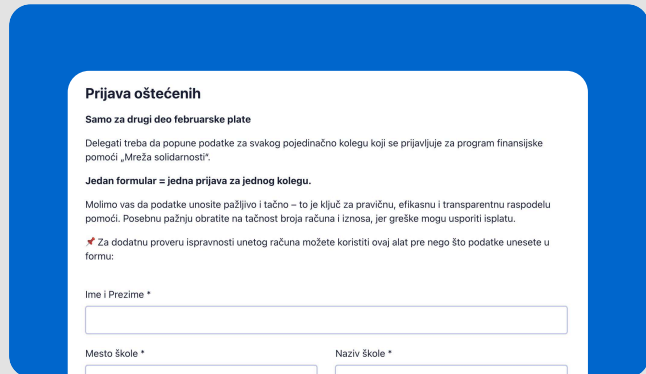 Prijava oštećenih
Samo za drugi deo februarske plate
Delegati treba da popune podatke za svakog pojedinačno kolegu koji se prijavljuje za program finansijske
pomoći „Mreža solidarnosti“.
Jedan formular = jedna prijava za jednog kolegu.
Molimo vas da podatke unosite pažljivo i tačno – to je ključ za pravičnu, efikasnu i transparentnu raspodelu
pomoći. Posebnu pažnju obratite na tačnost broja računa i iznosa, jer greške mogu usporiti isplatu.
📌 Za dodatnu proveru ispravnosti unetog računa možete koristiti ovaj alat pre nego što podatke unesete u
formu:
Ime i Prezime *
Mesto škole *
Naziv škole *